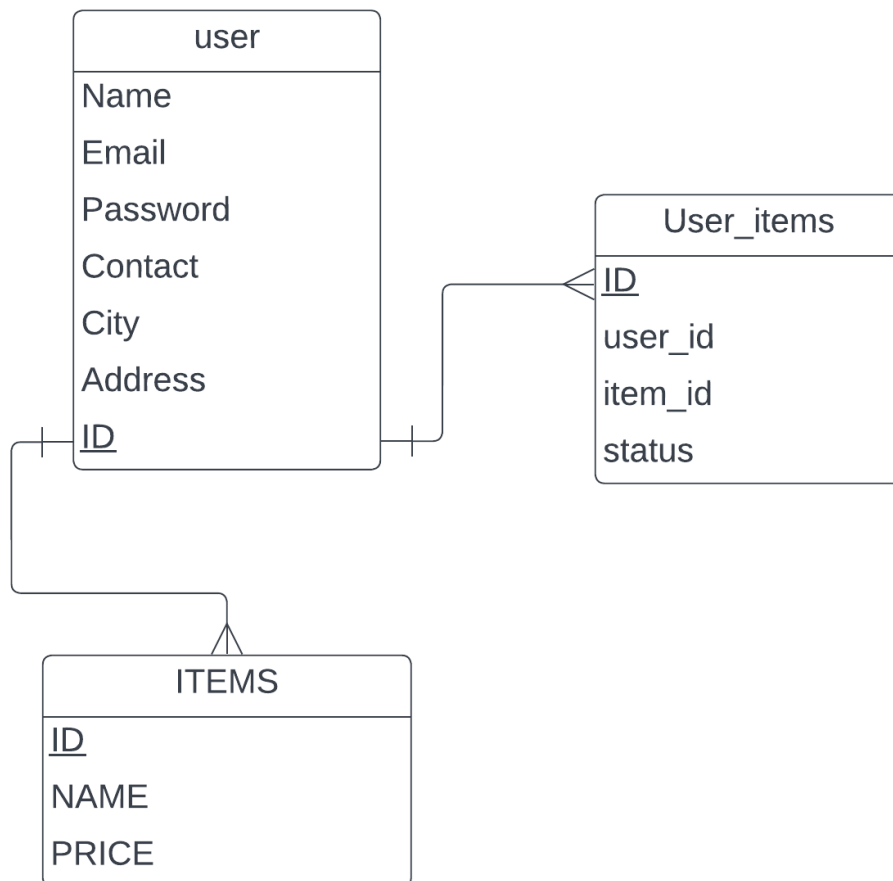 user
Name
Email
Password
Contact
City
Address
ID
User_items
ID
user_id
item_id
status
ITEMS
ID
NAME
PRICE